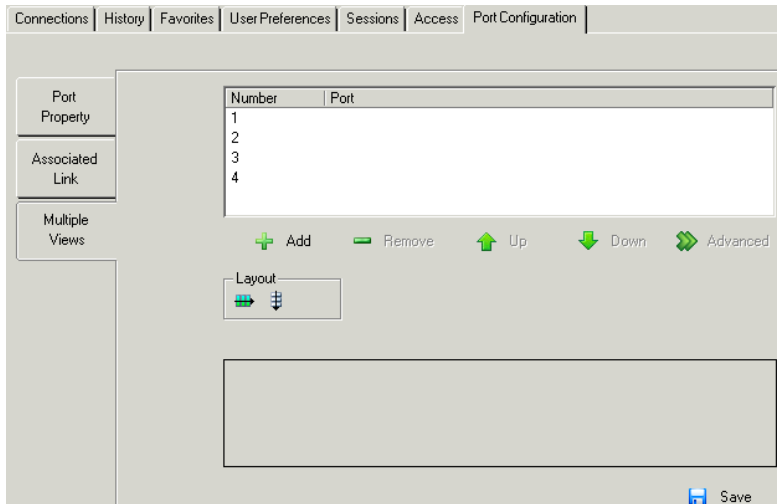 Connections History Favorites User Preferences Sessions Access Port Configuration
Port
Property
Associated
Link
Multiple
Views
Number Port
1
2
3
4
Add Remove Up Down Advanced
Layout
Save